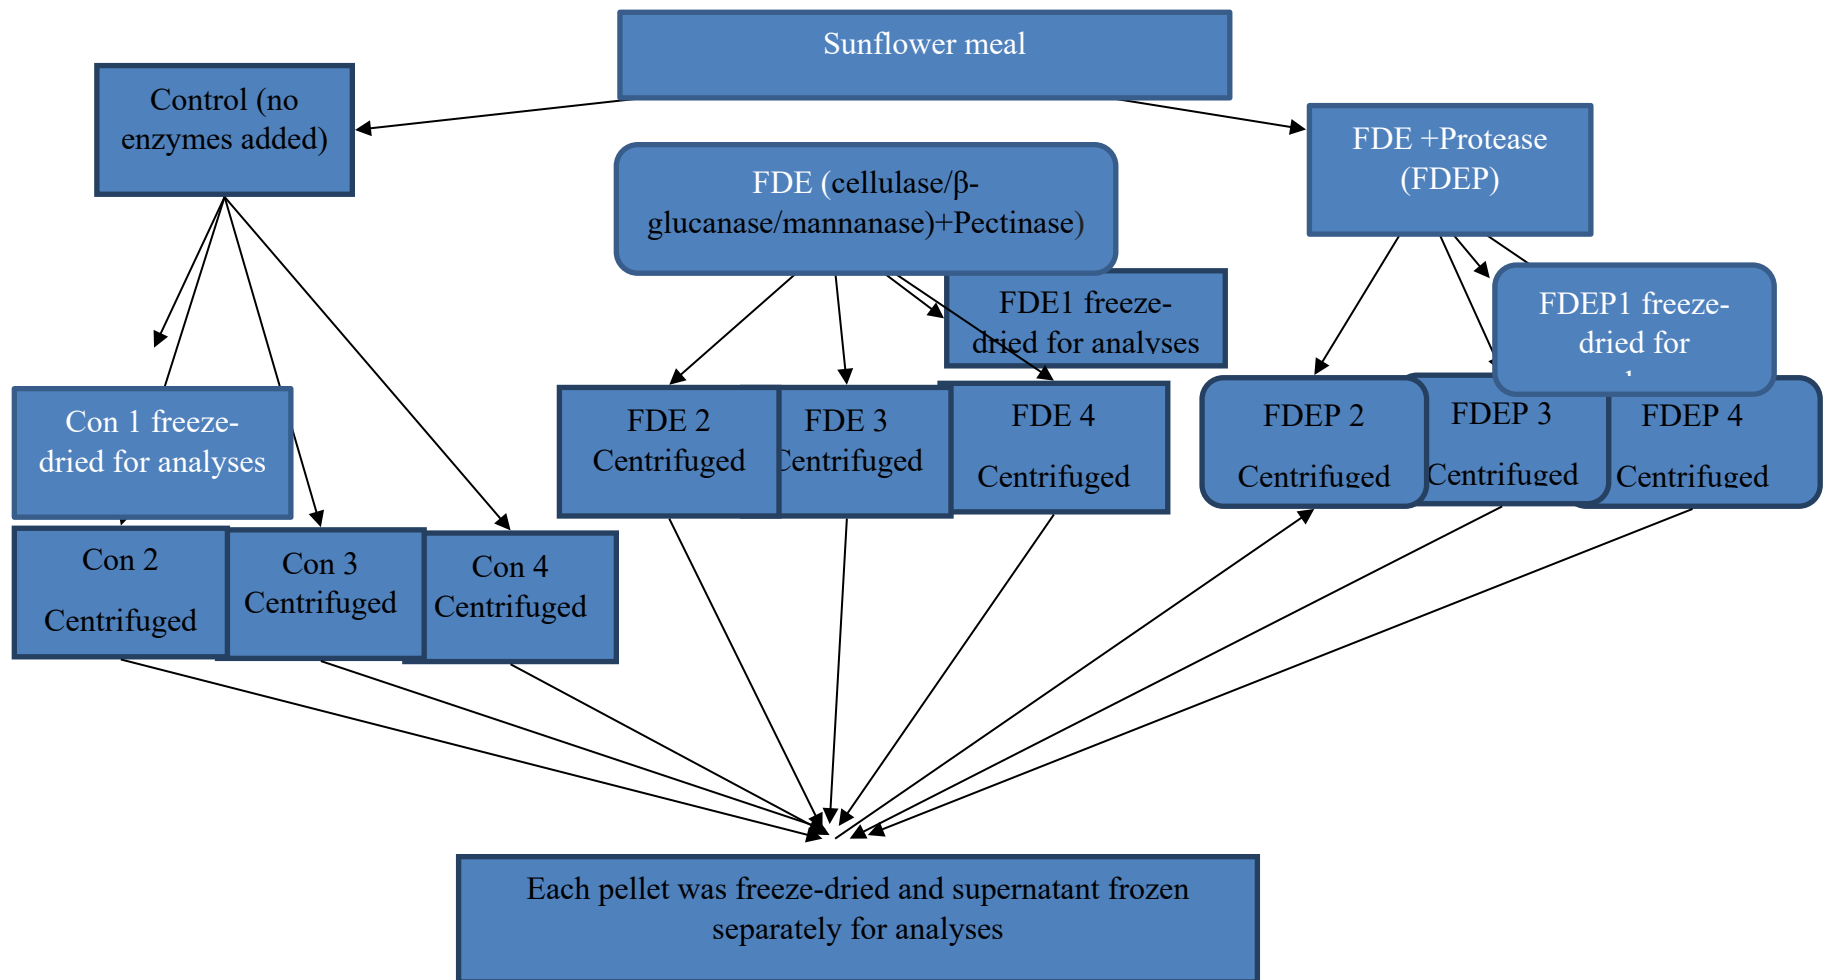 Sunflower meal
Control (no
enzymes added)
FDE (cellulase/β-
glucanase/mannanase)+Pectinase)
FDE +Protease
(FDEP)
FDE1 freeze-
dried for analyses
FDEP1 freeze-
dried for
Con 1 freeze-
dried for analyses
FDE 2
Centrifuged
FDE 3
Centrifuged
FDE 4
Centrifuged
FDEP 2
Centrifuged
FDEP 3
Centrifuged
FDEP 4
Centrifuged
Con 2
Centrifuged
Con 3
Centrifuged
Con 4
Centrifuged
Each pellet was freeze-dried and supernatant frozen
separately for analyses